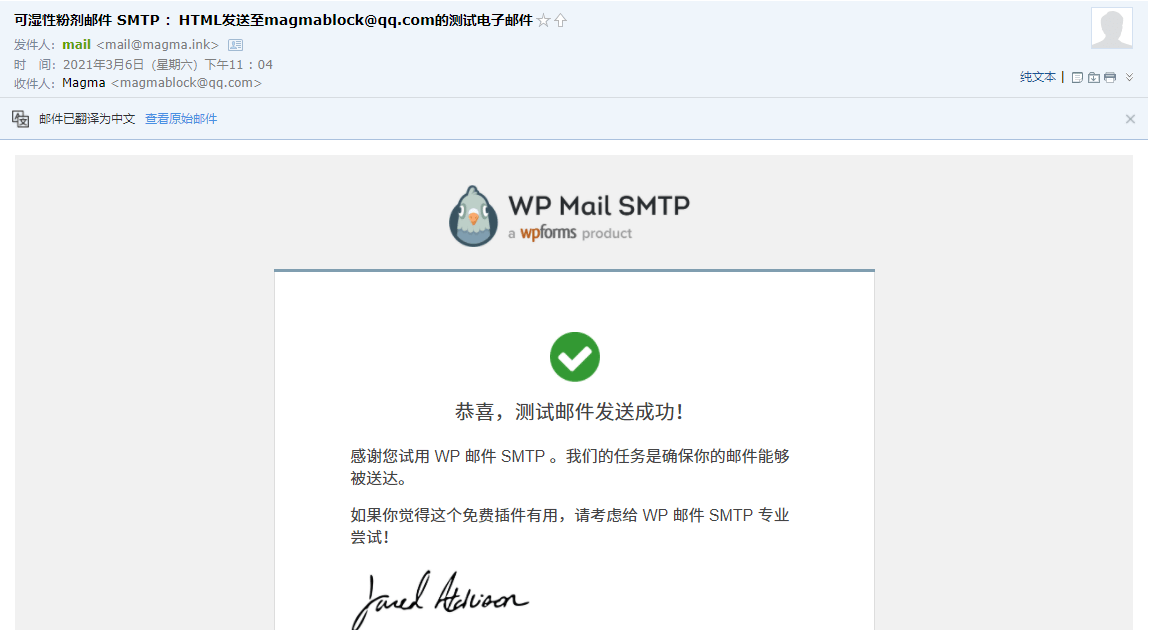 可湿性粉剂邮件 SMTP ： HTML发送至magmablock@qq.com的测试电子邮件
发件人：mail <mail@magma.ink>
时 间：2021年3月6日（星期六）下午11：04
收件人：Magma <magmablock@qq.com>
纯文本 |
邮件已翻译为中文 查看原始邮件
WP Mail SMTP
a wpforms product
恭喜，测试邮件发送成功！
感谢您试用 WP 邮件 SMTP 。我们的任务是确保你的邮件能够
被送达。
如果你觉得这个免费插件有用，请考虑给 WP 邮件 SMTP 专业
尝试！
Jared Atchison